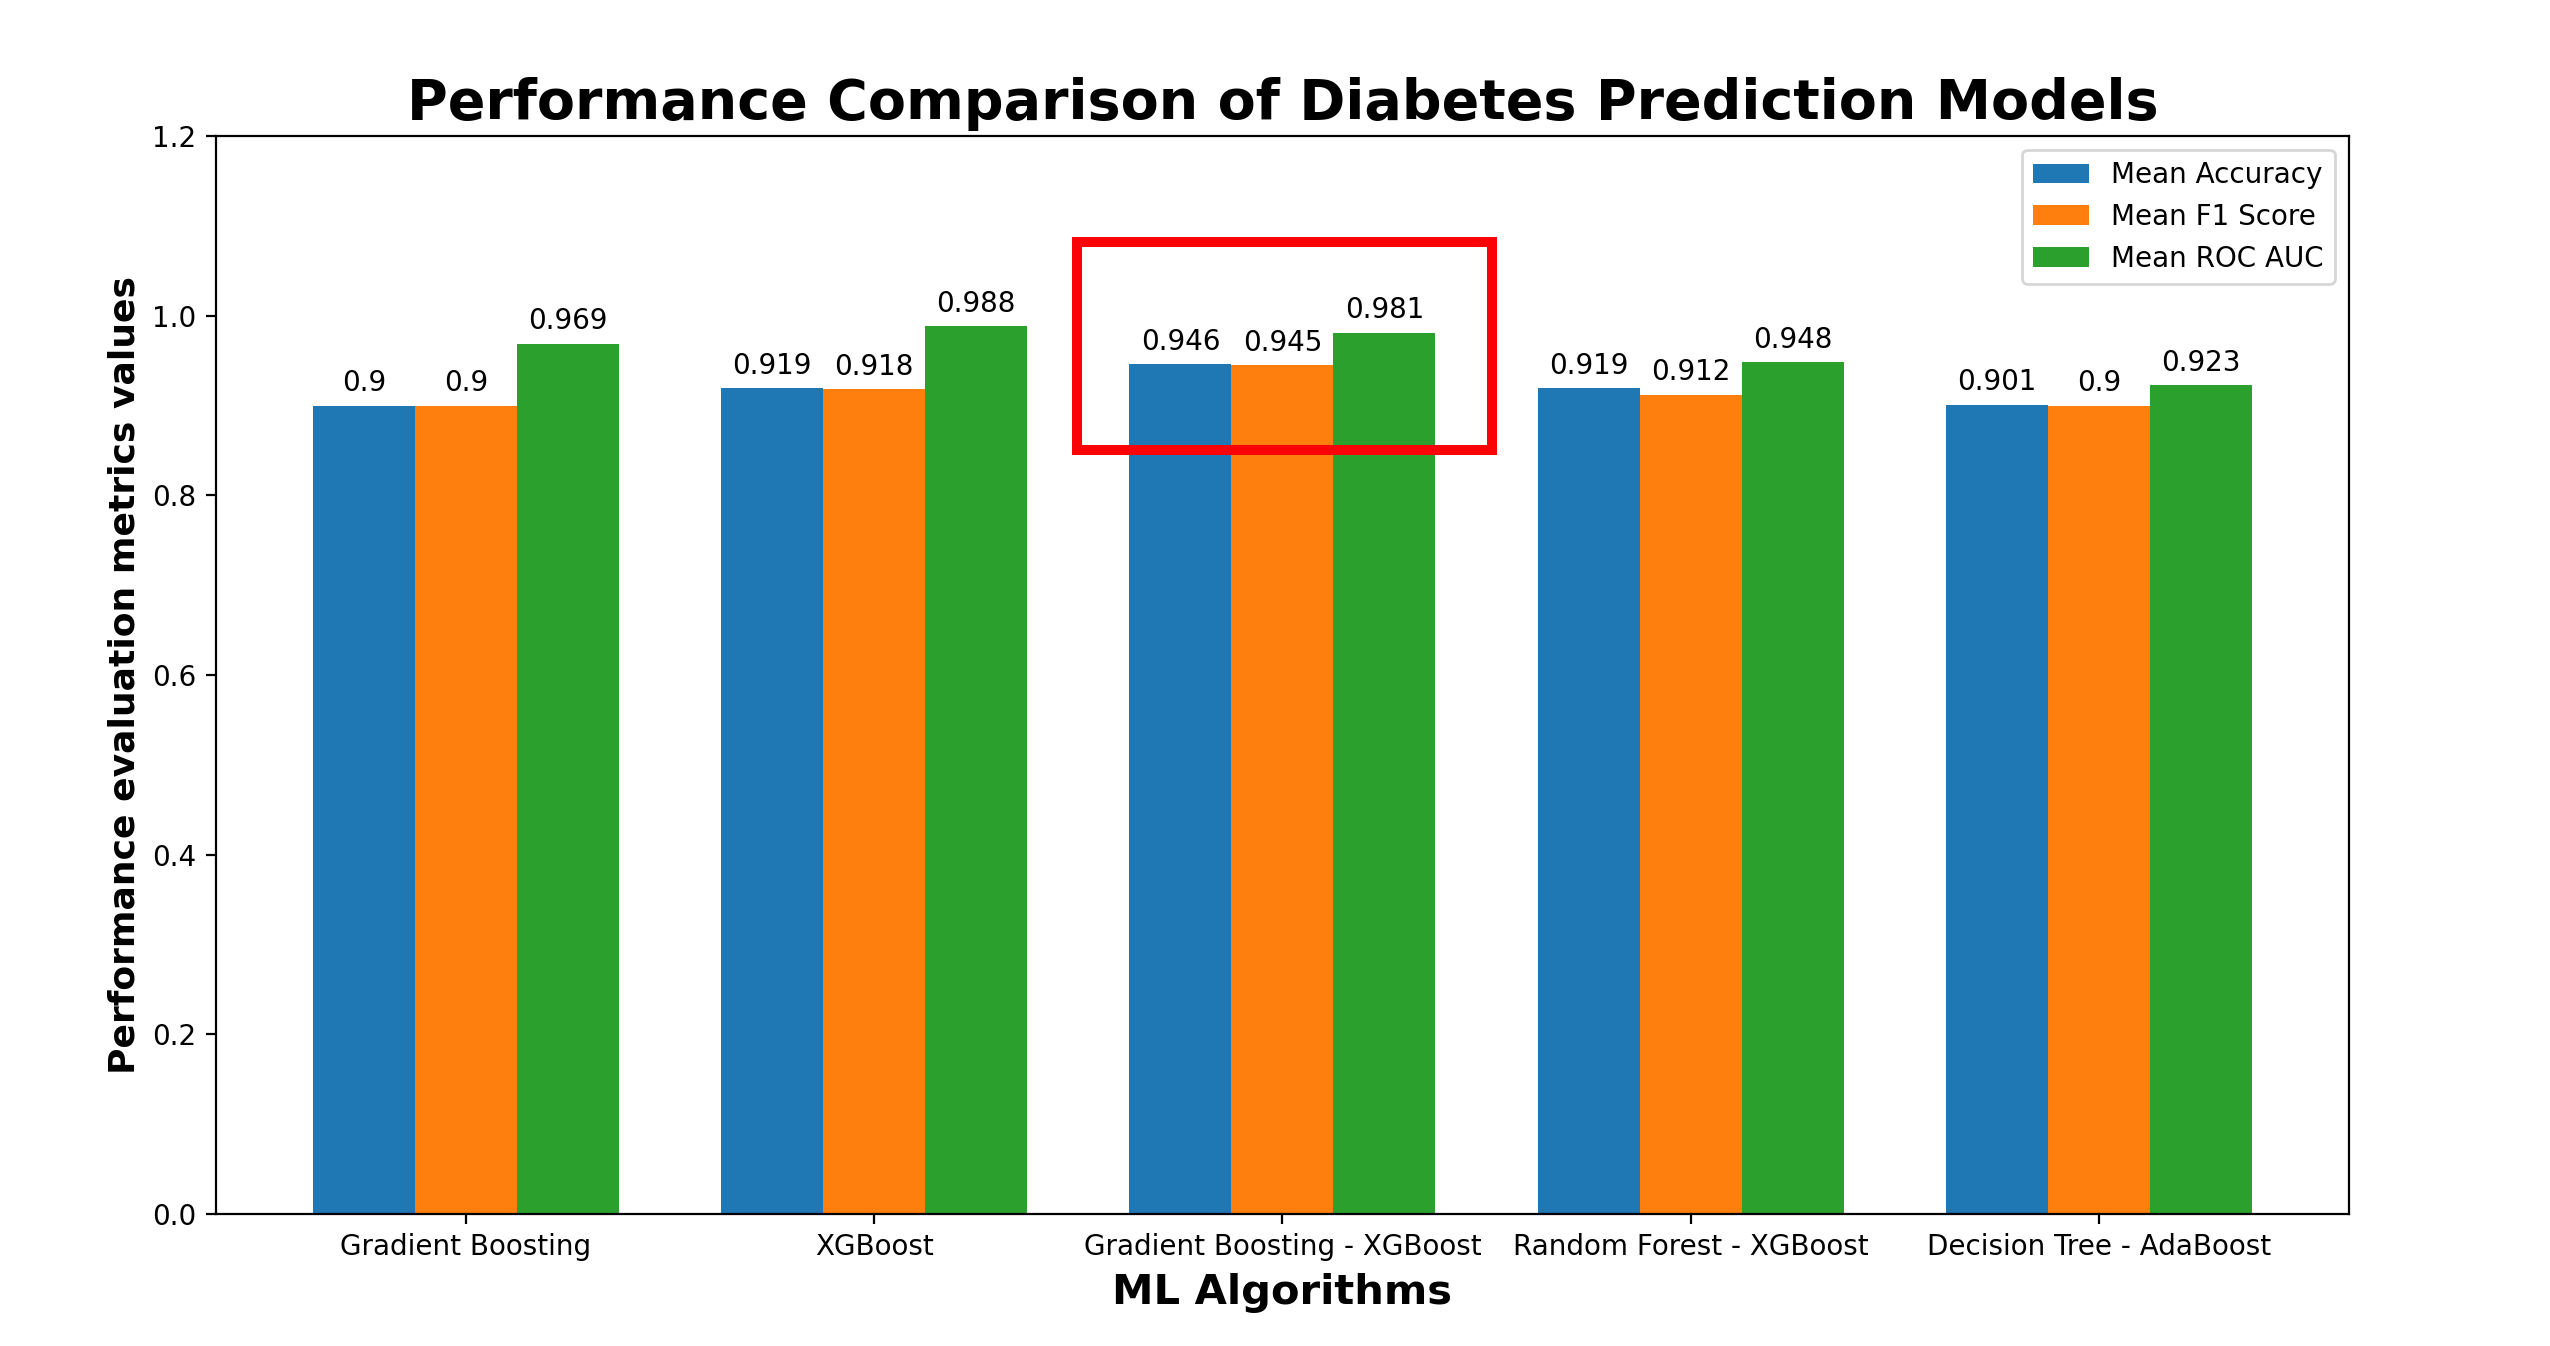 Performance Comparison of Diabetes Prediction Models
Performance evaluation metrics values
1.2
1.0
0.8
0.6
0.4
0.2
0.0
Mean Accuracy
Mean F1 Score
Mean ROC AUC
0.9 0.9 0.969
0.919 0.918 0.988
0.946 0.945 0.981
0.919 0.912 0.948
0.901 0.9 0.923
Gradient Boosting XGBoost Gradient Boosting - XGBoost Random Forest - XGBoost Decision Tree - AdaBoost
ML Algorithms